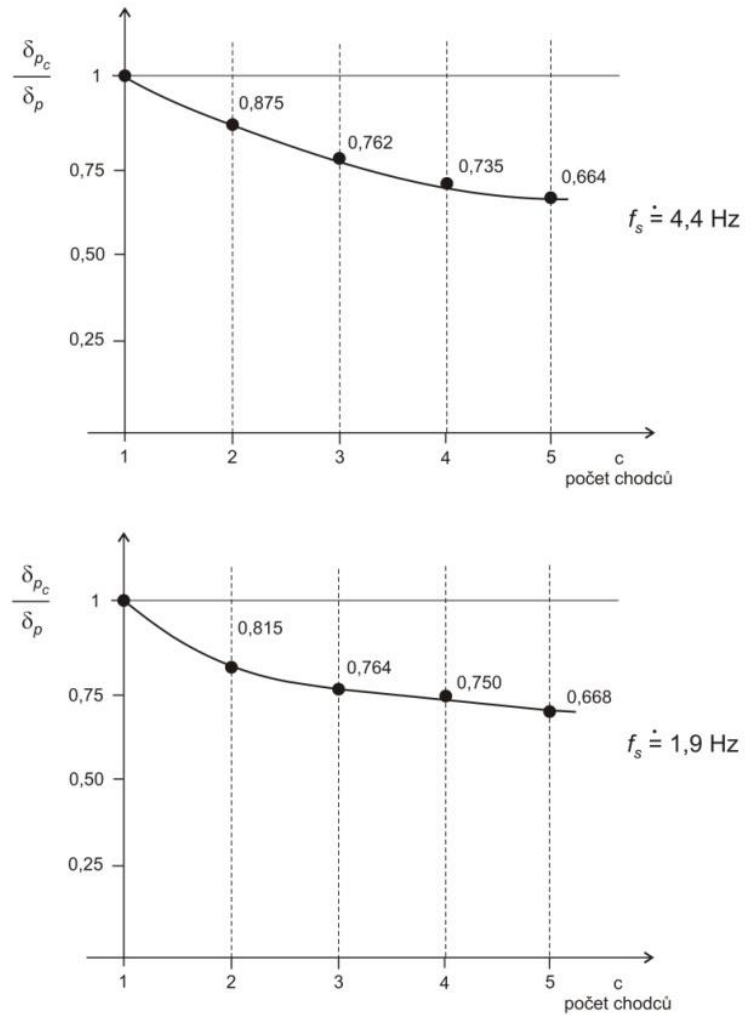 δpc
δp
1
0,875
0,762
0,735
0,664
0,75
fs ≐ 4,4 Hz
0,50
0,25
1 2 3 4 5 c
počet chodců
δpc
δp
1
0,815
0,764
0,750
0,668
0,75
fs ≐ 1,9 Hz
0,50
0,25
1 2 3 4 5 c
počet chodců